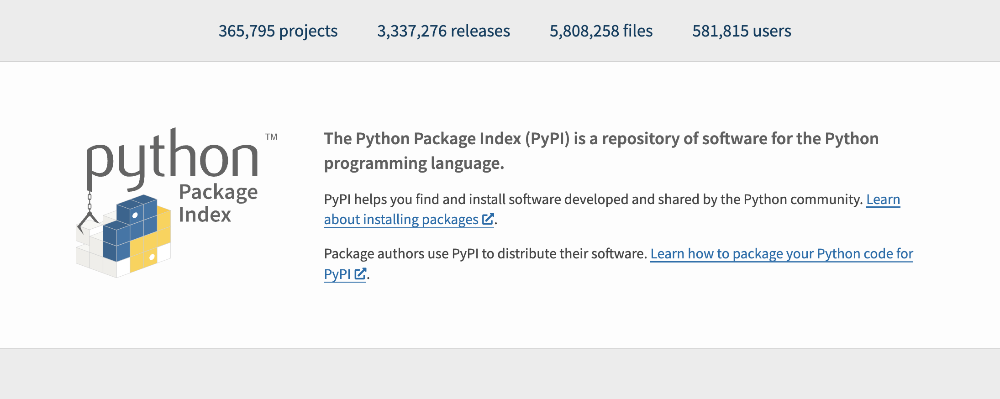 365,795 projects 3,337,276 releases 5,808,258 files 581,815 users
python TM
Package
Index
The Python Package Index (PyPI) is a repository of software for the Python
programming language.
PyPI helps you find and install software developed and shared by the Python community. Learn
about installing packages.
Package authors use PyPI to distribute their software. Learn how to package your Python code for
PyPI.